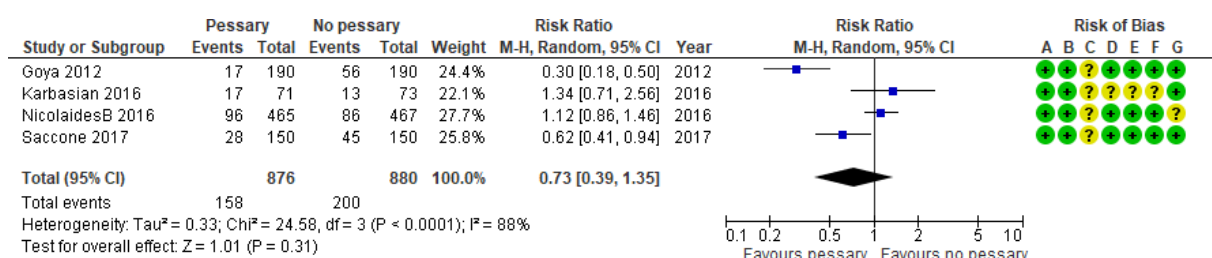 Pessary No pessary Risk Ratio Risk Ratio Risk of Bias
Study or Subgroup Events Total Events Total Weight M-H, Random, 95% CI Year M-H, Random, 95% CI A B C D E F G
Goya 2012 17 190 56 190 24.4% 0.30 [0.18, 0.50] 2012 + + ? + + + +
Karbasian 2016 17 71 13 73 22.1% 1.34 [0.71, 2.56] 2016 + + ? ? ? ? +
NicolaidesB 2016 96 465 86 467 27.7% 1.12 [0.86, 1.46] 2016 + + ? + + + ?
Saccone 2017 28 150 45 150 25.8% 0.62 [0.41, 0.94] 2017 + + ? + + + +
Total (95% CI) 876 880 100.0% 0.73 [0.39, 1.35]
Total events 158 200
Heterogeneity: Tau² = 0.33; Chi² = 24.58, df = 3 (P < 0.0001); I² = 88%
Test for overall effect: Z = 1.01 (P = 0.31)
0.1 0.2 0.5 1 2 5 10
Favours pessary Favours no pessary